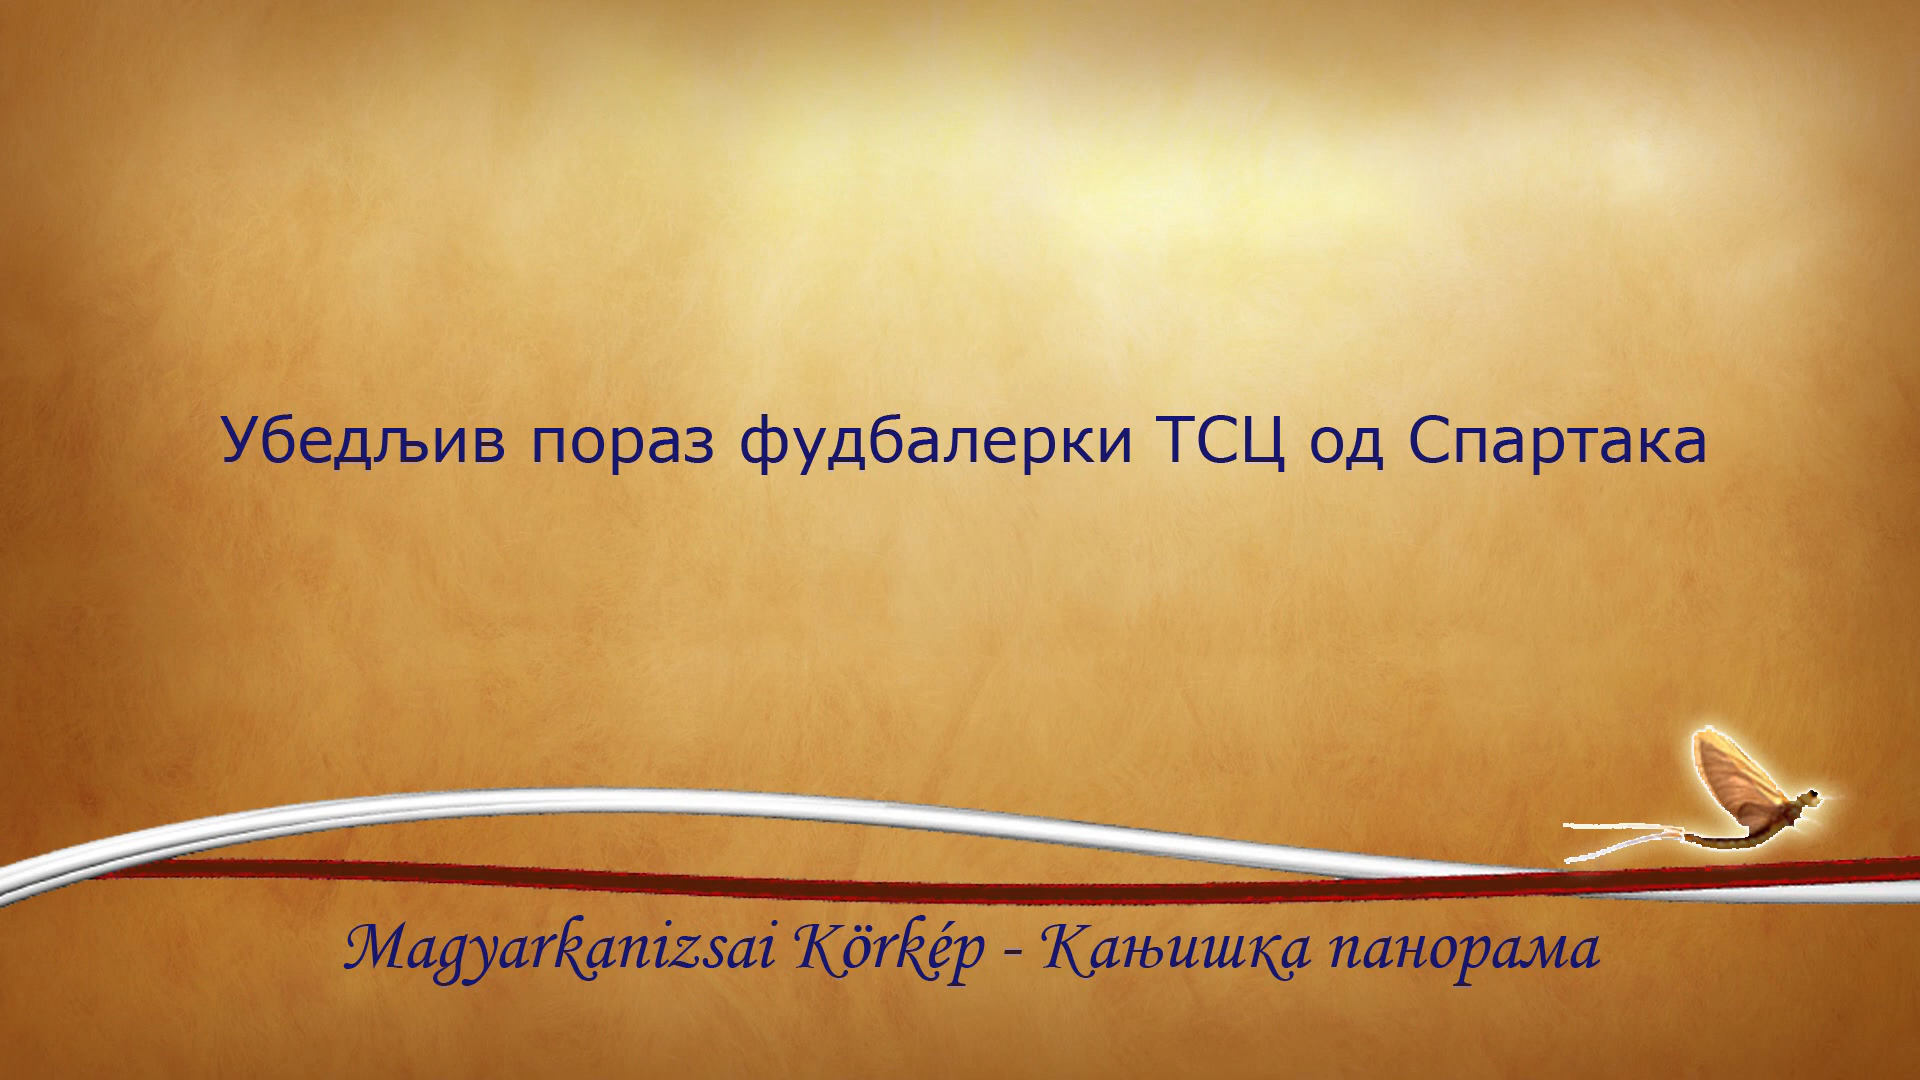 Убедљив пораз фудбалерки ТСЦ од Спартака
Magyarkanizsai Körkép - Кањишка панорама